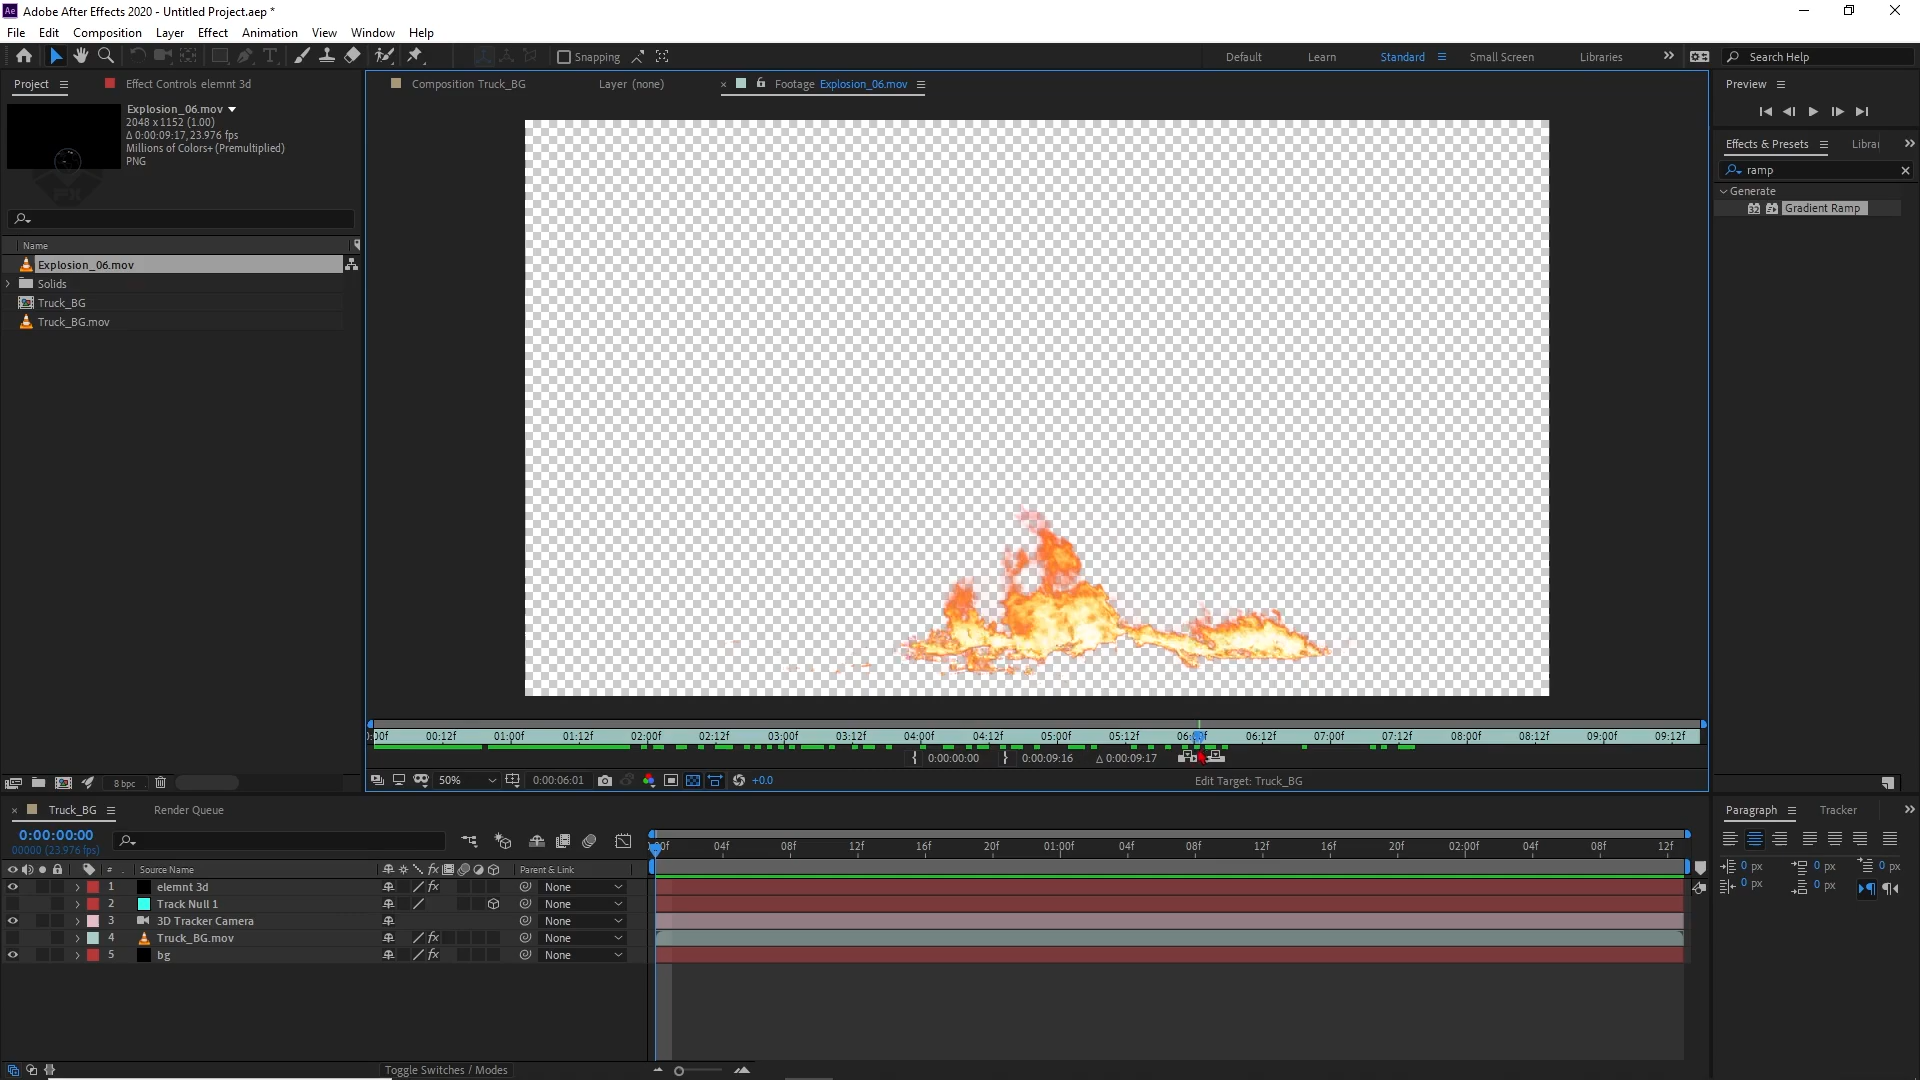 Adobe After Effects 2020 - Untitled Project.aep *
File Edit Composition Layer Effect Animation View Window Help
Snapping Default Learn Standard Small Screen Libraries Search Help
Project Effect Controls elemnt 3d Composition Truck_BG Layer (none) Footage Explosion_06.mov Preview
Explosion_06.mov
2048 x 1152 (1.00)
Δ 0:00:09:17, 23.976 fps
Millions of Colors+ (Premultiplied)
PNG
Effects & Presets Librai
ramp
Generate
32 Gradient Ramp
Name
Explosion_06.mov
Solids
Truck_BG
Truck_BG.mov
00f 00:12f 01:00f 01:12f 02:00f 02:12f 03:00f 03:12f 04:00f 04:12f 05:00f 05:12f 06:00f 06:12f 07:00f 07:12f 08:00f 08:12f 09:00f 09:12f
0:00:00:00 0:00:09:16 Δ 0:00:09:17
8 bpc 50% 0:00:06:01 +0.0 Edit Target: Truck_BG
Truck_BG Render Queue Paragraph Tracker
0:00:00:00
00000 (23.976 fps)
00f 04f 08f 12f 16f 20f 01:00f 04f 08f 12f 16f 20f 02:00f 04f 08f 12f
# Source Name Parent & Link
1 elemnt 3d None
2 Track Null 1 None
3 3D Tracker Camera None
4 Truck_BG.mov None
5 bg None
0 px 0 px 0 px
0 px 0 px
Toggle Switches / Modes